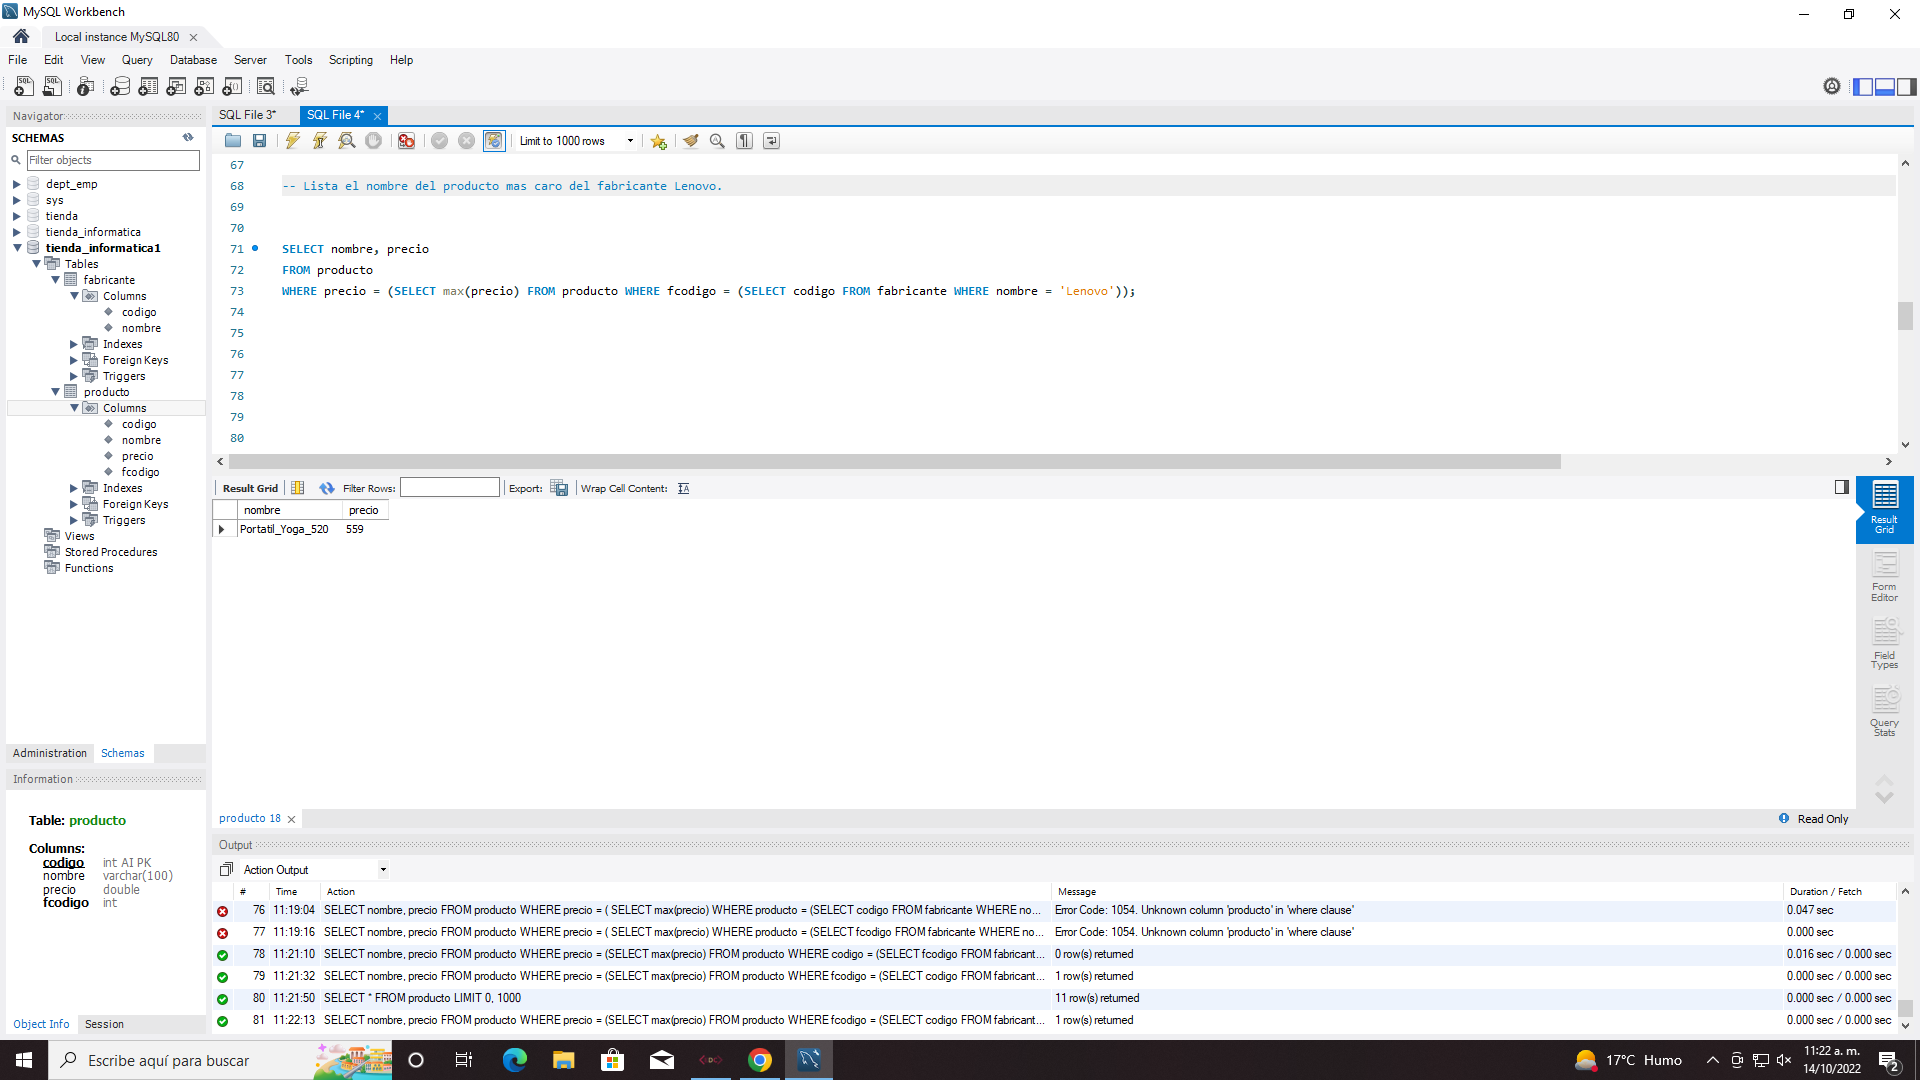 MySQL Workbench
Local instance MySQL80
File Edit View Query Database Server Tools Scripting Help
Navigator
SCHEMAS
Filter objects
dept_emp
sys
tienda
tienda_informatica
tienda_informatica1
Tables
fabricante
Columns
codigo
nombre
Indexes
Foreign Keys
Triggers
producto
Columns
codigo
nombre
precio
fcodigo
Indexes
Foreign Keys
Triggers
Views
Stored Procedures
Functions
Administration Schemas
Information
Table: producto
Columns:
codigo int AI PK
nombre varchar(100)
precio double
fcodigo int
Object Info Session
SQL File 3* SQL File 4*
Limit to 1000 rows
67
68 -- Lista el nombre del producto mas caro del fabricante Lenovo.
69
70
71 SELECT nombre, precio
72 FROM producto
73 WHERE precio = (SELECT max(precio) FROM producto WHERE fcodigo = (SELECT codigo FROM fabricante WHERE nombre = 'Lenovo'));
74
75
76
77
78
79
80
Result Grid Filter Rows: Export: Wrap Cell Content:
nombre precio
Portatil_Yoga_520 559
Result
Grid
Form
Editor
Field
Types
Query
Stats
producto 18 Read Only
Output
Action Output
# Time Action Message Duration / Fetch
76 11:19:04 SELECT nombre, precio FROM producto WHERE precio = ( SELECT max(precio) WHERE producto = (SELECT codigo FROM fabricante WHERE no... Error Code: 1054. Unknown column 'producto' in 'where clause' 0.047 sec
77 11:19:16 SELECT nombre, precio FROM producto WHERE precio = ( SELECT max(precio) WHERE producto = (SELECT fcodigo FROM fabricante WHERE no... Error Code: 1054. Unknown column 'producto' in 'where clause' 0.000 sec
78 11:21:10 SELECT nombre, precio FROM producto WHERE precio = (SELECT max(precio) FROM producto WHERE codigo = (SELECT fcodigo FROM fabricant... 0 row(s) returned 0.016 sec / 0.000 sec
79 11:21:32 SELECT nombre, precio FROM producto WHERE precio = (SELECT max(precio) FROM producto WHERE fcodigo = (SELECT codigo FROM fabricant... 1 row(s) returned 0.000 sec / 0.000 sec
80 11:21:50 SELECT * FROM producto LIMIT 0, 1000 11 row(s) returned 0.000 sec / 0.000 sec
81 11:22:13 SELECT nombre, precio FROM producto WHERE precio = (SELECT max(precio) FROM producto WHERE fcodigo = (SELECT codigo FROM fabricant... 1 row(s) returned 0.000 sec / 0.000 sec
Escribe aquí para buscar
17°C Humo
11:22 a. m.
14/10/2022
2